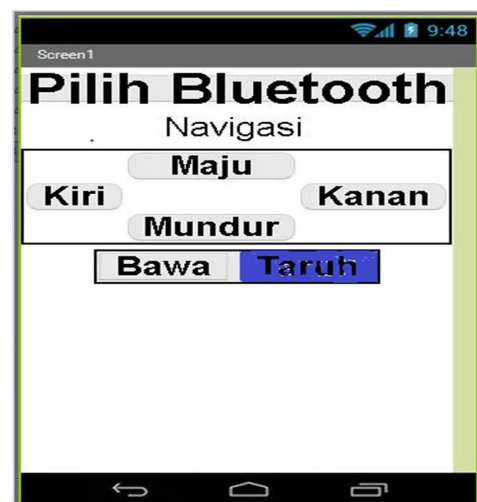 9:48
Screen1
Pilih Bluetooth
Navigasi
Maju
Kiri Kanan
Mundur
Bawa Taruh